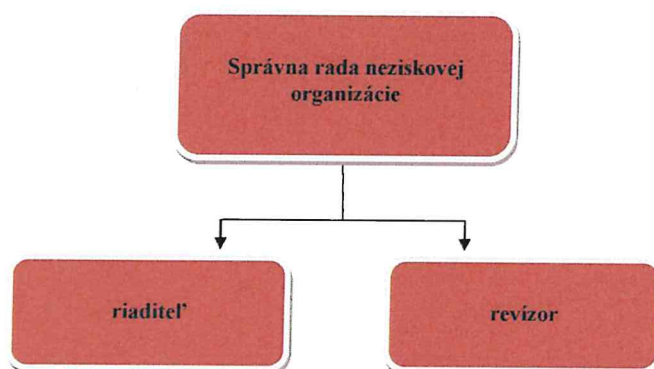 Správna rada neziskovej
organizácie
riaditeľ
revízor